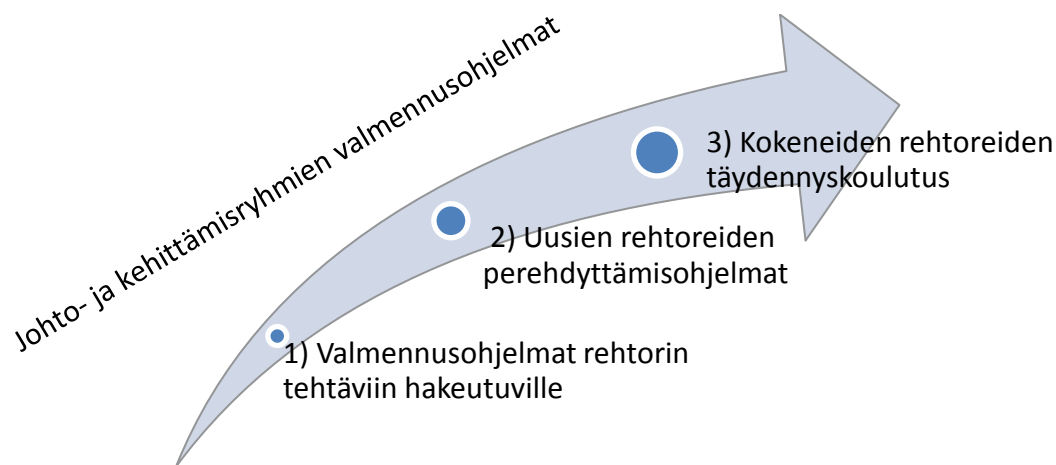 Johto- ja kehittämisryhmien valmennusohjelmat
3) Kokeneiden rehtoreiden
täydennyskoulutus
2) Uusien rehtoreiden
perehdyttämisohjelmat
1) Valmennusohjelmat rehtorin
tehtäviin hakeutuville